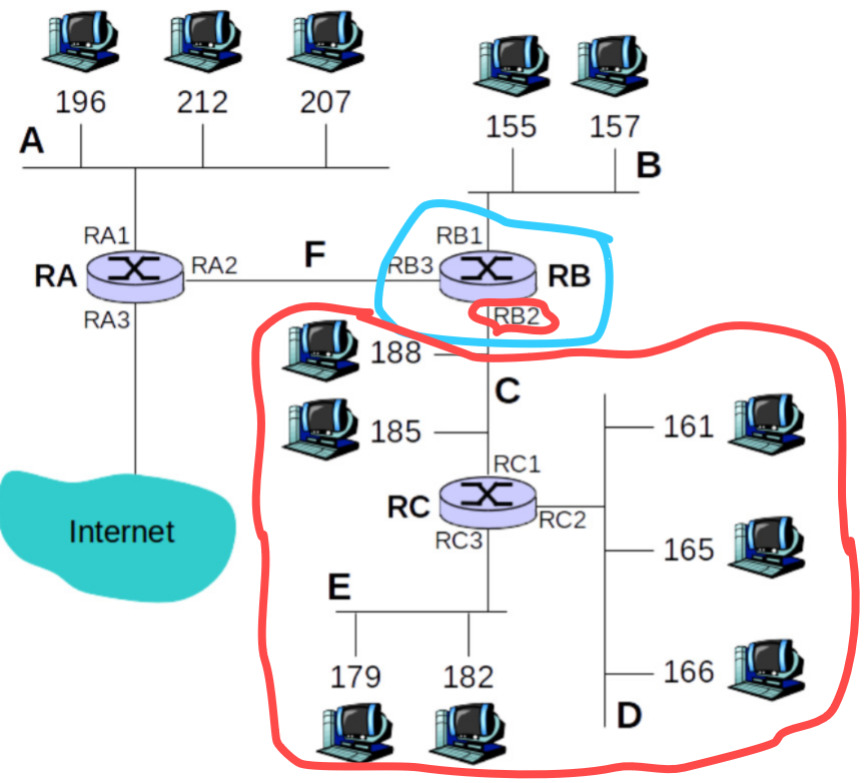 196 212 207
A
155 157
B
RA1
RA RA2
F
RA3
RB1
RB3 RB
RB2
188
C
185
161
RC1
RC
RC2
RC3
165
E
179 182
166
D
Internet